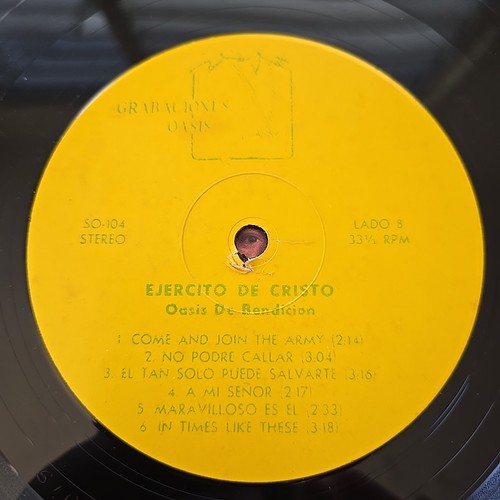 GRABACIONES
OASIS
SO-104
STEREO
LADO B
33⅓ RPM
EJERCITO DE CRISTO
Oasis De Bendicion
1 COME AND JOIN THE ARMY (2:14)
2 NO PODRE CALLAR (3:04)
3. EL TAN SOLO PUEDE SALVARTE (3:16)
4 A MI SEÑOR (2:17)
5 MARAVILLOSO ES EL (2:33)
6 IN TIMES LIKE THESE (3:18)